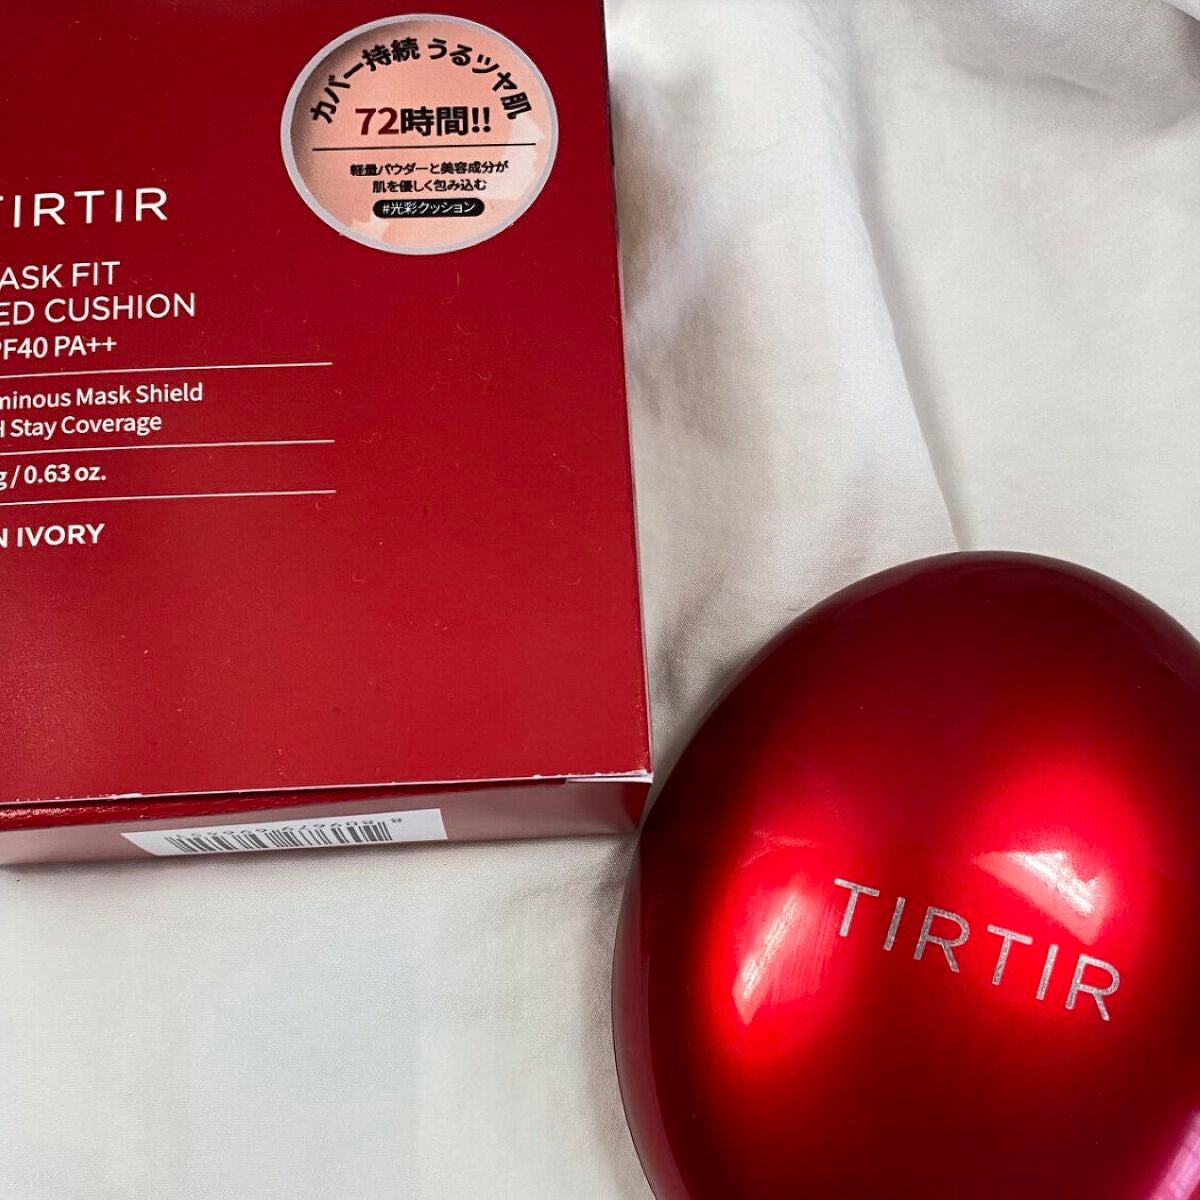 カバー持続 うるツヤ肌
72時間!!
軽量パウダーと美容成分が
肌を優しく包み込む
#光彩クッション
TIRTIR
ASK FIT
ED CUSHION
PF40 PA++
minous Mask Shield
H Stay Coverage
g / 0.63 oz.
N IVORY
TIRTIR